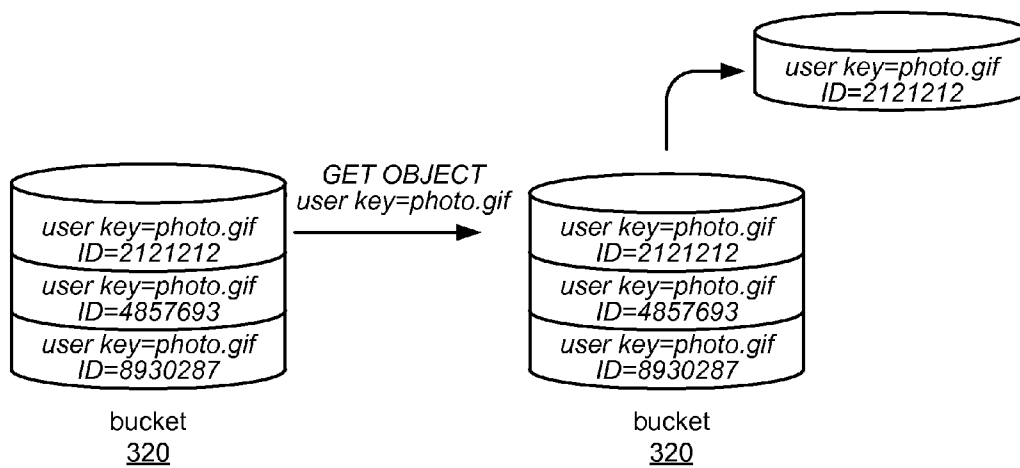 user key=photo.gif
ID=2121212
GET OBJECT
user key=photo.gif
user key=photo.gif
ID=2121212
ID=4857693
user key=photo.gif
ID=8930287
user key=photo.gif
bucket
320
user key=photo.gif
ID=2121212
user key=photo.gif
ID=4857693
user key=photo.gif
ID=8930287
bucket
320